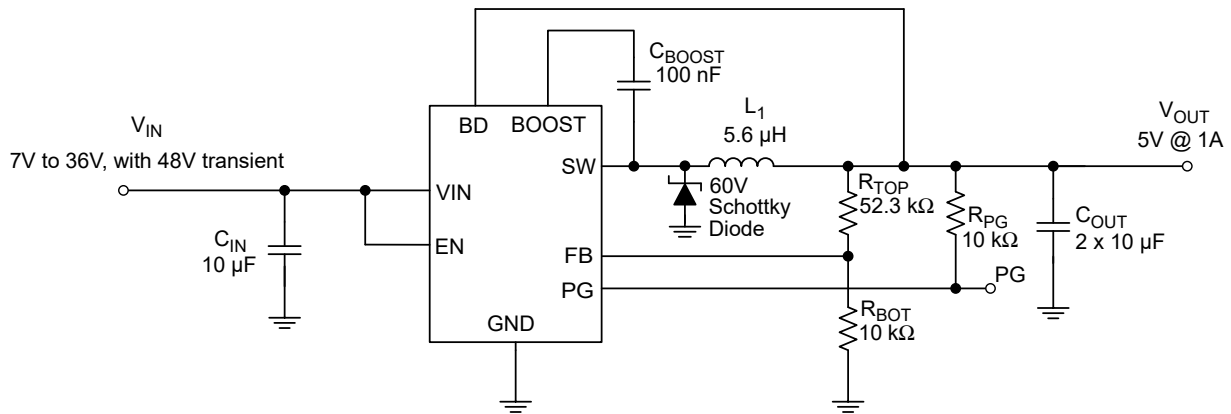 C_BOOST
100 nF
L_1
5.6 µH
V_IN
7V to 36V, with 48V transient
BD
BOOST
V_OUT
5V @ 1A
SW
VIN
60V
Schottky
Diode
R_TOP
52.3 kΩ
R_PG
10 kΩ
C_OUT
2 x 10 µF
C_IN
10 µF
EN
FB
PG
PG
GND
R_BOT
10 kΩ